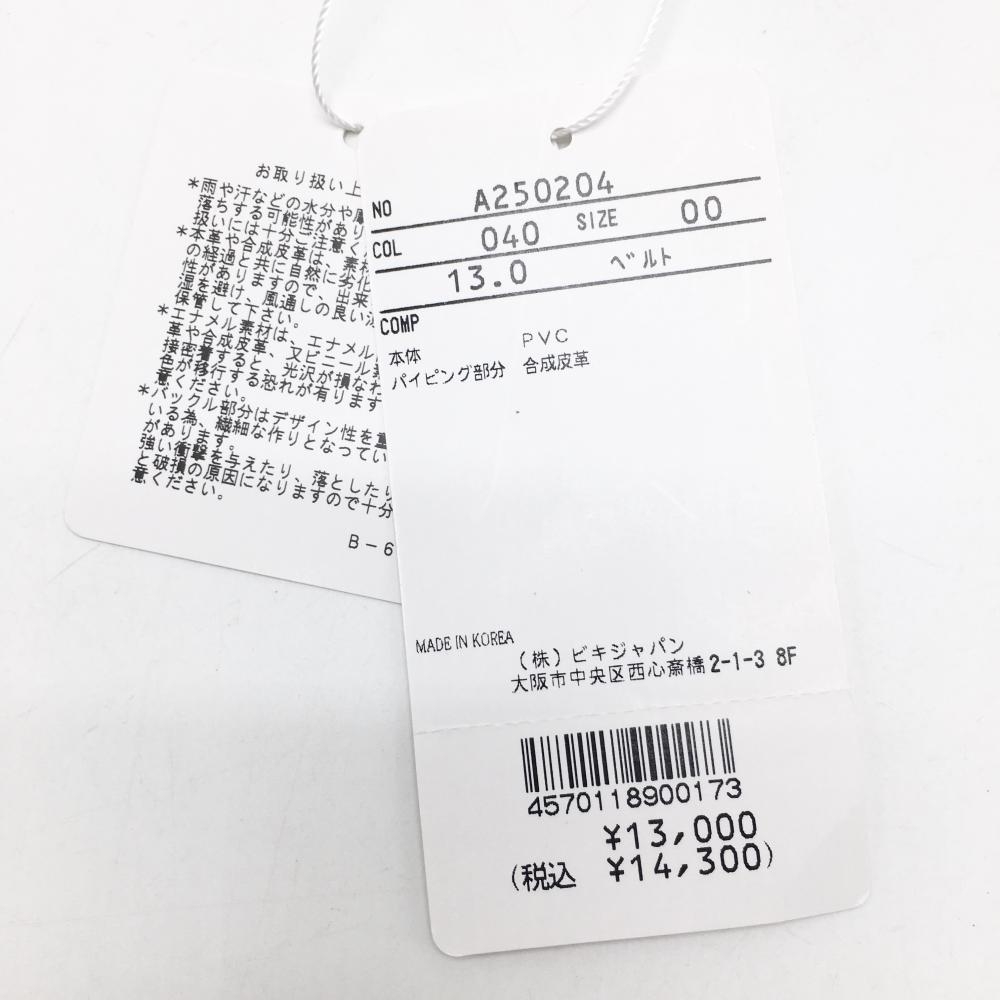 お取り扱い上
*雨や汗などの水分や
落ちする可能性があり
扱いには十分ご注意く
*本革や合成皮革は、素材
の経過と共に自然に劣化
性がありますので、出来
湿を避け、風通しの良い
保管して下さい。
*エナメル素材は、エナメル
革や合成皮革、又ビニール
接密着すると、光沢が損なわ
色が移行する恐れが有ります
意ください。
*バックル部分はデザイン性を重
いる為、繊細な作りとなってい
があります。
強い衝撃を与えたり、落としたり
と破損の原因になりますので十分
意ください。
B-6
NO A250204
COL 040 SIZE 00
13.0 ベルト
COMP
本体 PVC
パイピング部分 合成皮革
MADE IN KOREA
(株)ビキジャパン
大阪市中央区西心斎橋2-1-3 8F
4570118900173
¥13,000
(税込 ¥14,300)